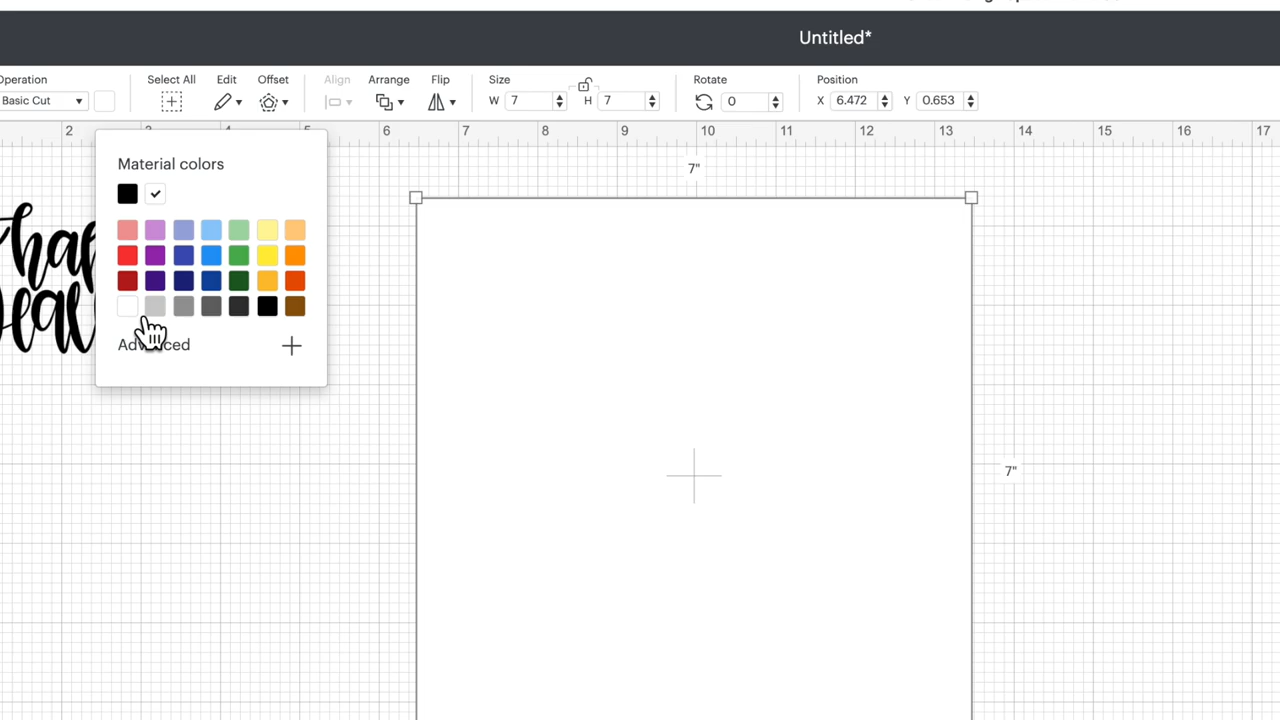 Untitled*
Operation Select All Edit Offset Align Arrange Flip Size Rotate Position
Basic Cut W 7 H 7 0 X 6.472 Y 0.653
2 3 4 5 6 7 8 9 10 11 12 13 14 15 16 17
7"
Material colors
7"